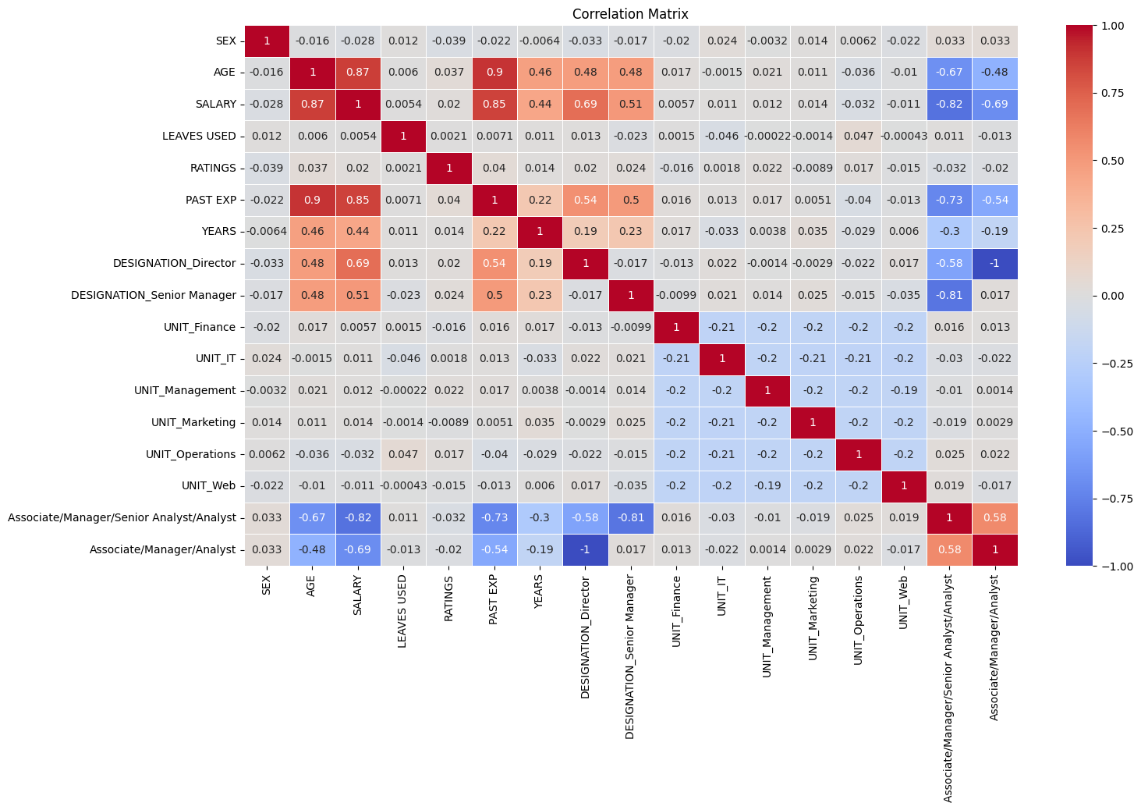 Correlation Matrix
SEX 1 -0.016 -0.028 0.012 -0.039 -0.022 -0.0064 -0.033 -0.017 -0.02 0.024 -0.0032 0.014 0.0062 -0.022 0.033 0.033
AGE -0.016 1 0.87 0.006 0.037 0.9 0.46 0.48 0.48 0.017 -0.0015 0.021 0.011 -0.036 -0.01 -0.67 -0.48
SALARY -0.028 0.87 1 0.0054 0.02 0.85 0.44 0.69 0.51 0.0057 0.011 0.012 0.014 -0.032 -0.011 -0.82 -0.69
LEAVES USED 0.012 0.006 0.0054 1 0.0021 0.0071 0.011 0.013 -0.023 0.0015 -0.046 -0.00022 -0.0014 0.047 -0.00043 0.011 -0.013
RATINGS -0.039 0.037 0.02 0.0021 1 0.04 0.014 0.02 0.024 -0.016 0.0018 0.022 -0.0089 0.017 -0.015 -0.032 -0.02
PAST EXP -0.022 0.9 0.85 0.0071 0.04 1 0.22 0.54 0.5 0.016 0.013 0.017 0.0051 -0.04 -0.013 -0.73 -0.54
YEARS -0.0064 0.46 0.44 0.011 0.014 0.22 1 0.19 0.23 0.017 -0.033 0.0038 0.035 -0.029 0.006 -0.3 -0.19
DESIGNATION_Director -0.033 0.48 0.69 0.013 0.02 0.54 0.19 1 -0.017 -0.013 0.022 -0.0014 -0.0029 -0.022 0.017 -0.58 -1
DESIGNATION_Senior Manager -0.017 0.48 0.51 -0.023 0.024 0.5 0.23 -0.017 1 -0.0099 0.021 0.014 0.025 -0.015 -0.035 -0.81 0.017
UNIT_Finance -0.02 0.017 0.0057 0.0015 -0.016 0.016 0.017 -0.013 -0.0099 1 -0.21 -0.2 -0.2 -0.2 -0.2 0.016 0.013
UNIT_IT 0.024 -0.0015 0.011 -0.046 0.0018 0.013 -0.033 0.022 0.021 -0.21 1 -0.2 -0.21 -0.21 -0.2 -0.03 -0.022
UNIT_Management -0.0032 0.021 0.012 -0.00022 0.022 0.017 0.0038 -0.0014 0.014 -0.2 -0.2 1 -0.2 -0.2 -0.19 -0.01 0.0014
UNIT_Marketing 0.014 0.011 0.014 -0.0014 -0.0089 0.0051 0.035 -0.0029 0.025 -0.2 -0.21 -0.2 1 -0.2 -0.2 -0.019 0.0029
UNIT_Operations 0.0062 -0.036 -0.032 0.047 0.017 -0.04 -0.029 -0.022 -0.015 -0.2 -0.21 -0.2 -0.2 1 -0.2 0.025 0.022
UNIT_Web -0.022 -0.01 -0.011 -0.00043 -0.015 -0.013 0.006 0.017 -0.035 -0.2 -0.2 -0.19 -0.2 -0.2 1 0.019 -0.017
Associate/Manager/Senior Analyst/Analyst 0.033 -0.67 -0.82 0.011 -0.032 -0.73 -0.3 -0.58 -0.81 0.016 -0.03 -0.01 -0.019 0.025 0.019 1 0.58
Associate/Manager/Analyst 0.033 -0.48 -0.69 -0.013 -0.02 -0.54 -0.19 -1 0.017 0.013 -0.022 0.0014 0.0029 0.022 -0.017 0.58 1
SEX
AGE
SALARY
LEAVES USED
RATINGS
PAST EXP
YEARS
DESIGNATION_Director
DESIGNATION_Senior Manager
UNIT_Finance
UNIT_IT
UNIT_Management
UNIT_Marketing
UNIT_Operations
UNIT_Web
Associate/Manager/Senior Analyst/Analyst
Associate/Manager/Analyst
1.00
0.75
0.50
0.25
0.00
−0.25
−0.50
−0.75
−1.00